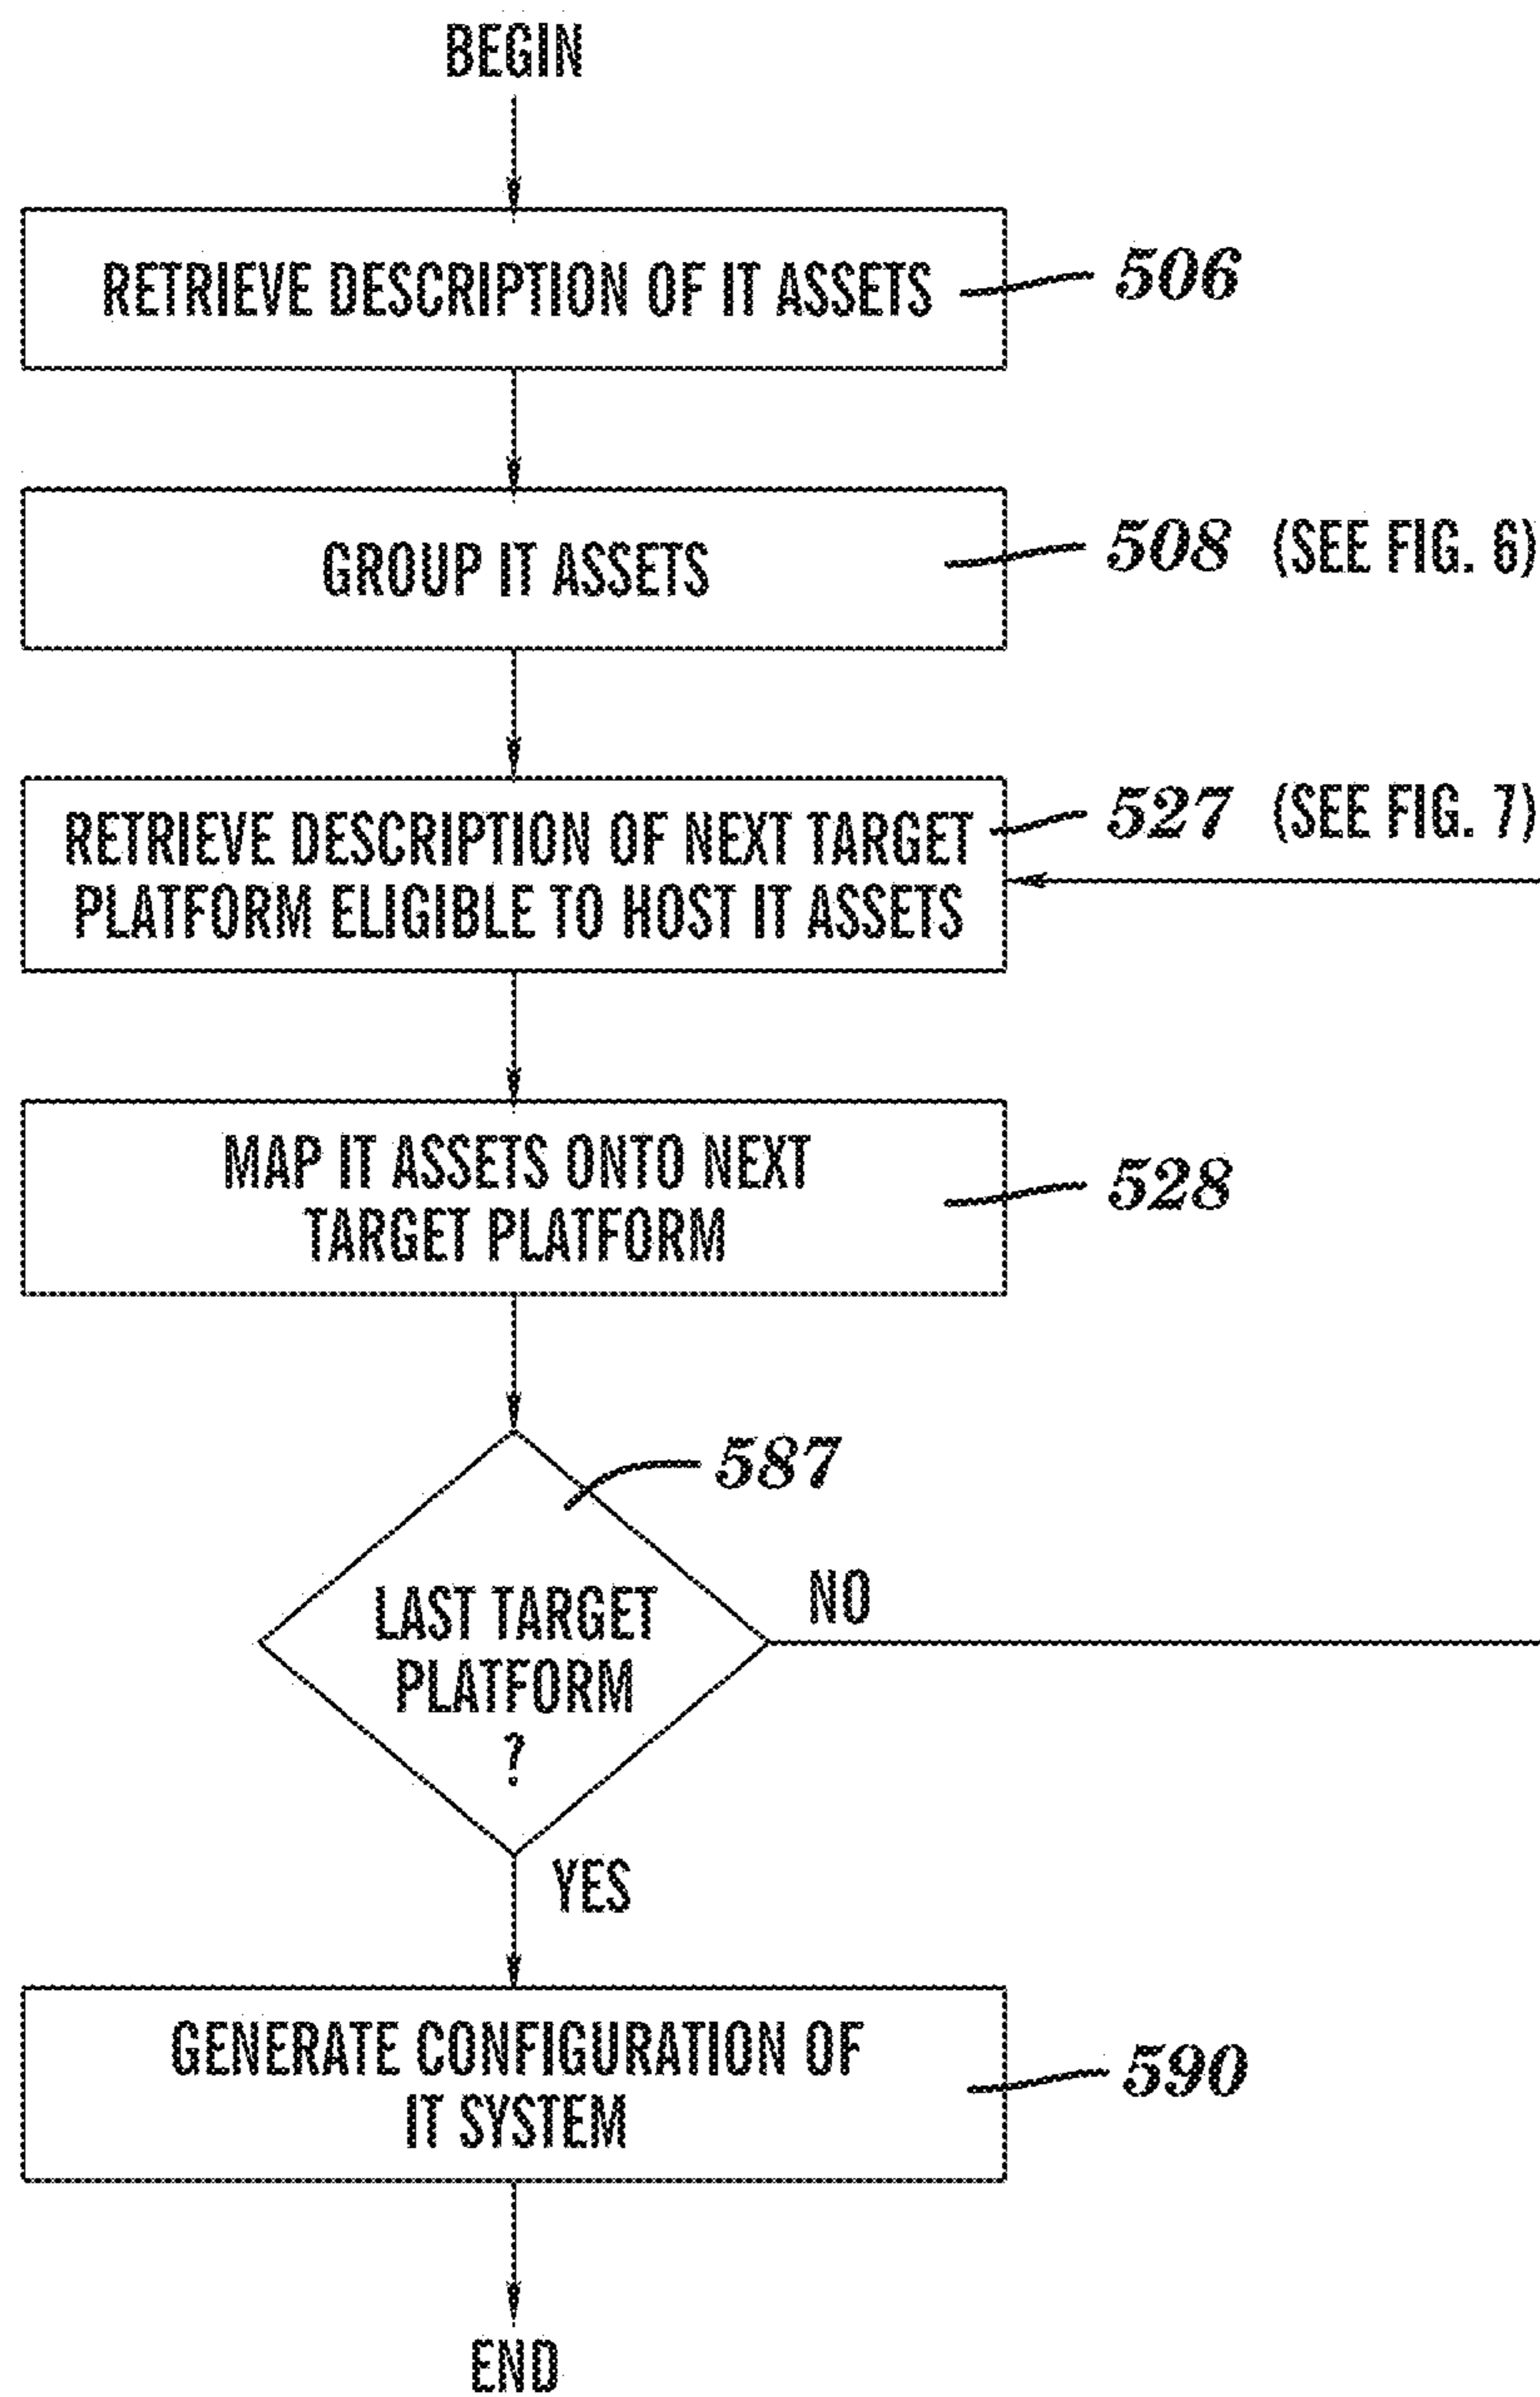 BEGIN
RETRIEVE DESCRIPTION OF IT ASSETS
506
GROUP IT ASSETS
508 (SEE FIG. 6)
RETRIEVE DESCRIPTION OF NEXT TARGET
PLATFORM ELIGIBLE TO HOST IT ASSETS
527 (SEE FIG. 7)
MAP IT ASSETS ONTO NEXT
TARGET PLATFORM
528
587
LAST TARGET
PLATFORM
?
NO
YES
GENERATE CONFIGURATION OF
IT SYSTEM
590
END